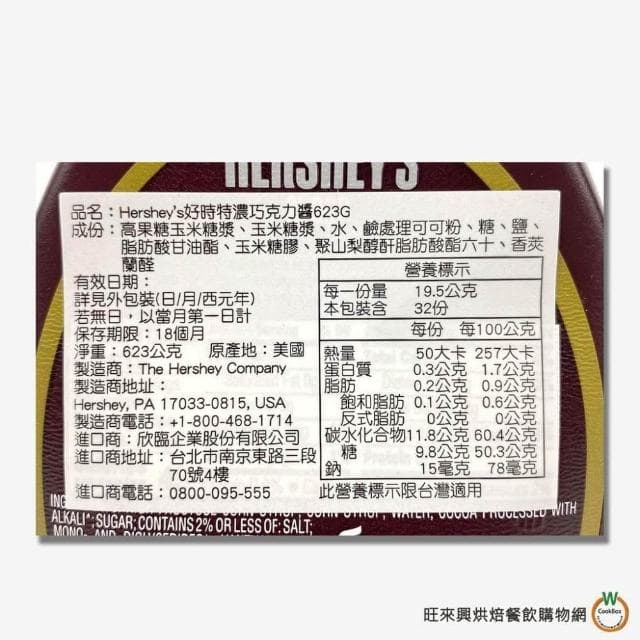 HERSHEY'S
品名：Hershey's好時特濃巧克力醬623G
成份：高果糖玉米糖漿、玉米糖漿、水、鹼處理可可粉、糖、鹽、
脂肪酸甘油酯、玉米糖膠、聚山梨醇酐脂肪酸酯六十、香莢
蘭醛
有效日期：
詳見外包裝(日/月/西元年)
若無日，以當月第一日計
保存期限：18個月
淨重：623公克 原產地：美國
製造商：The Hershey Company
製造商地址：
Hershey, PA 17033-0815, USA
製造商電話：+1-800-468-1714
進口商：欣臨企業股份有限公司
進口商地址：台北市南京東路三段
70號4樓
進口商電話：0800-095-555
營養標示
每一份量 19.5公克
本包裝含 32份
每份 每100公克
熱量 50大卡 257大卡
蛋白質 0.3公克 1.7公克
脂肪 0.2公克 0.9公克
飽和脂肪 0.1公克 0.6公克
反式脂肪 0公克 0公克
碳水化合物11.8公克 60.4公克
糖 9.8公克 50.3公克
鈉 15毫克 78毫克
此營養標示限台灣適用
WATER, COCOA PROCESSED WITH
ALKALI*; SUGAR; CONTAINS 2% OR LESS OF: SALT;
旺來興烘焙餐飲購物網
W
CookBox